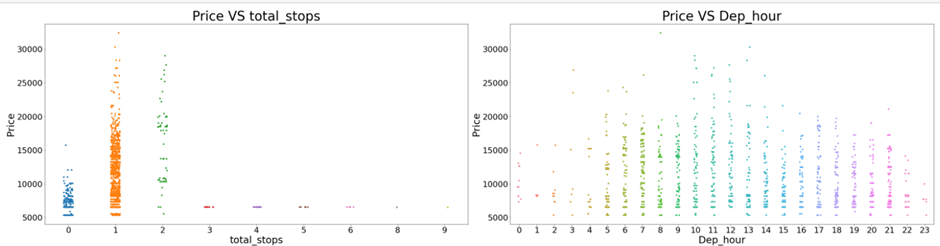 Price VS total_stops
Price
30000
25000
20000
15000
10000
5000
0 1 2 3 4 5 6 8 9
total_stops
Price VS Dep_hour
Price
30000
25000
20000
15000
10000
5000
0 1 2 3 4 5 6 7 8 9 10 11 12 13 14 15 16 17 18 19 20 21 22 23
Dep_hour